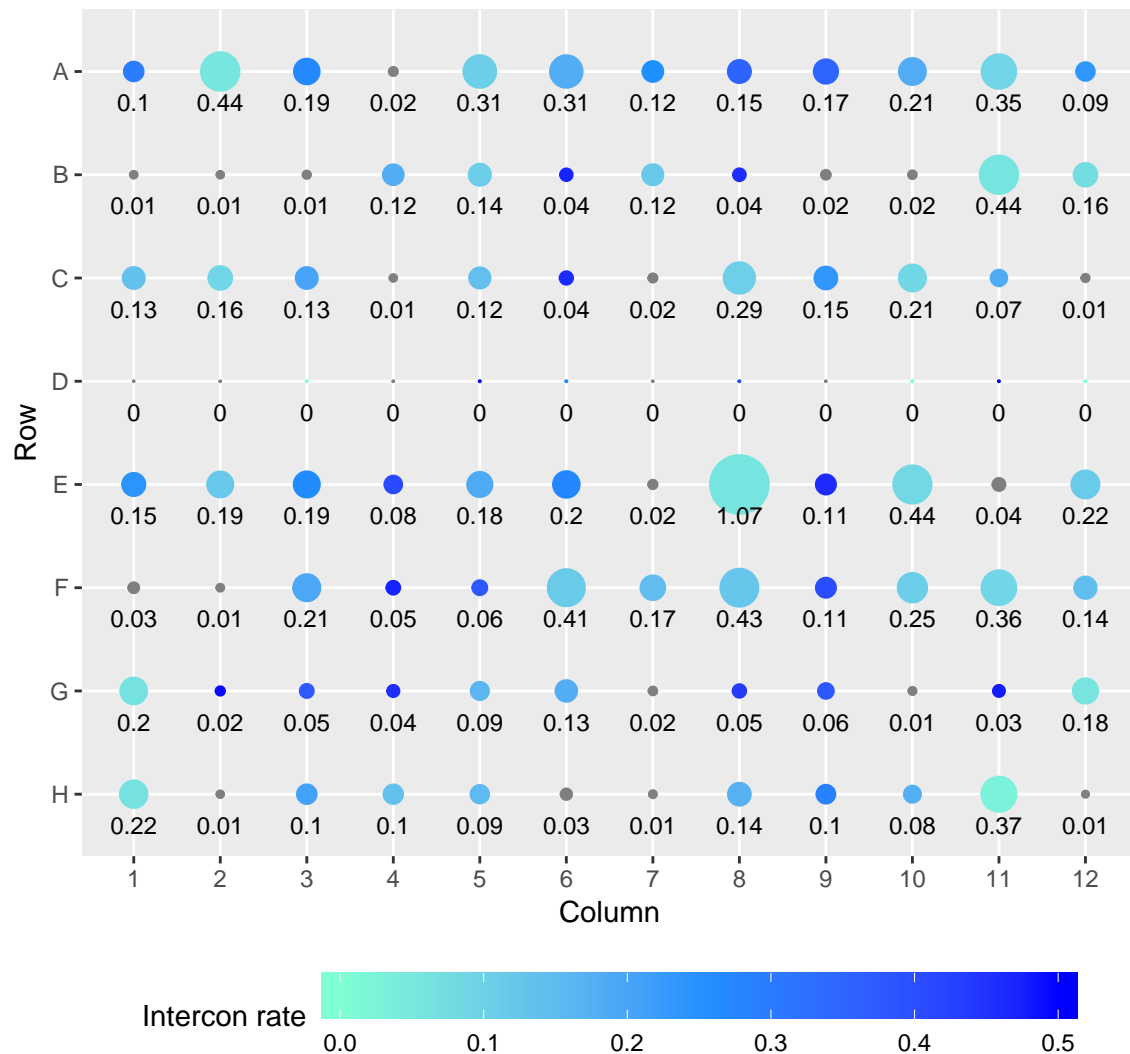 A
0.1 0.44 0.19 0.02 0.31 0.31 0.12 0.15 0.17 0.21 0.35 0.09
B
0.01 0.01 0.01 0.12 0.14 0.04 0.12 0.04 0.02 0.02 0.44 0.16
C
0.13 0.16 0.13 0.01 0.12 0.04 0.02 0.29 0.15 0.21 0.07 0.01
D
0 0 0 0 0 0 0 0 0 0 0 0
Row
E
0.15 0.19 0.19 0.08 0.18 0.2 0.02 1.07 0.11 0.44 0.04 0.22
F
0.03 0.01 0.21 0.05 0.06 0.41 0.17 0.43 0.11 0.25 0.36 0.14
G
0.2 0.02 0.05 0.04 0.09 0.13 0.02 0.05 0.06 0.01 0.03 0.18
H
0.22 0.01 0.1 0.1 0.09 0.03 0.01 0.14 0.1 0.08 0.37 0.01
1 2 3 4 5 6 7 8 9 10 11 12
Column
Intercon rate
0.0 0.1 0.2 0.3 0.4 0.5